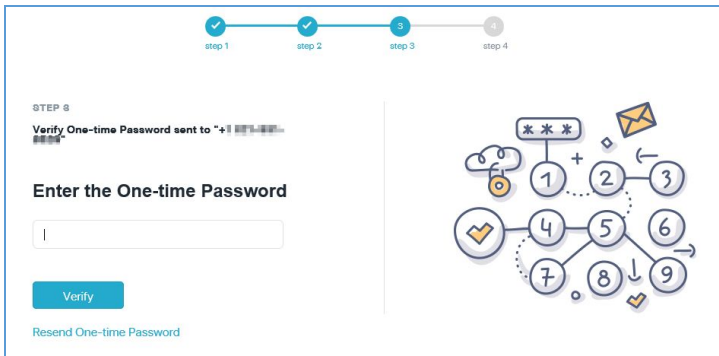 3
4
step 1
step 2
step 3
step 4
STEP 3
Verify One-time Password sent to "+1
"
Enter the One-time Password
Verify
Resend One-time Password
* * *
1
2
3
4
5
6
7
8
9